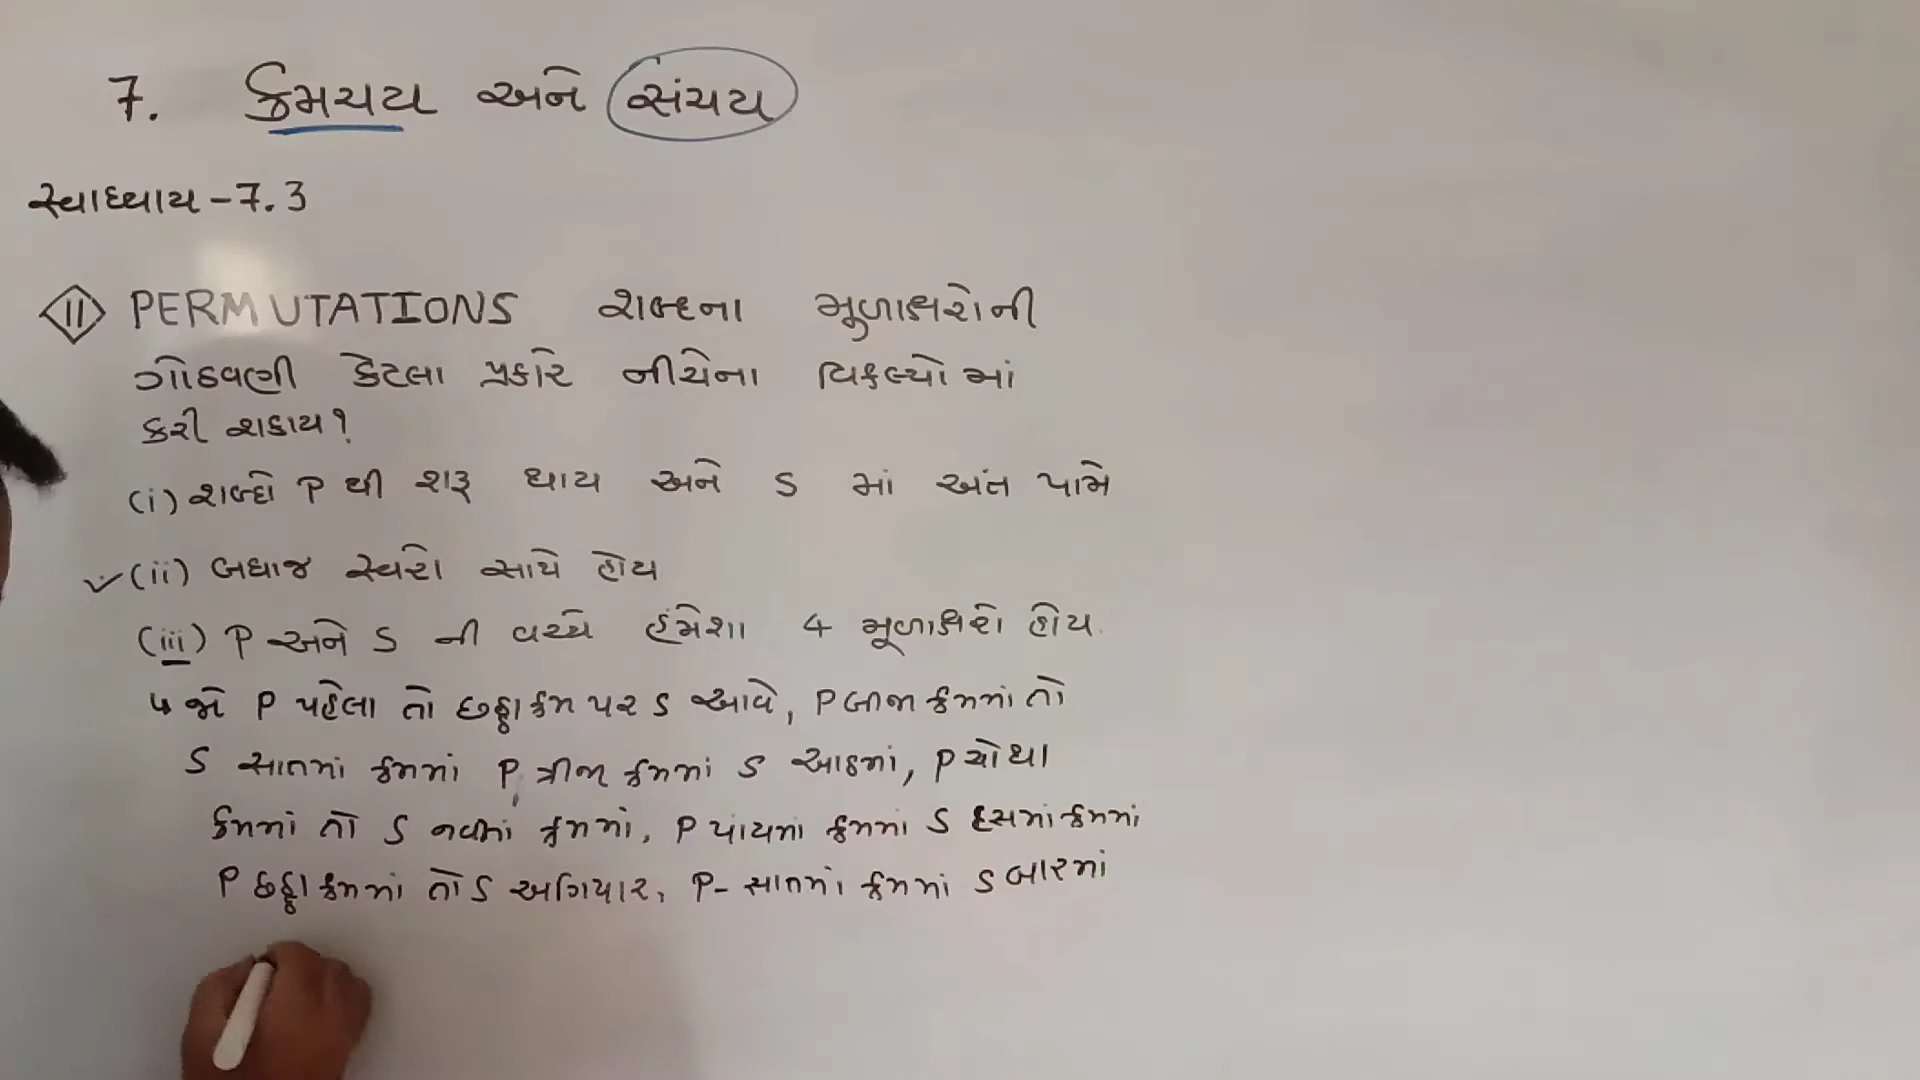 7. ક્રમચય અને સંચય
સ્વાધ્યાય - 7.3
11 PERMUTATIONS શબ્દના મૂળાક્ષરોની
ગોઠવણી કેટલા પ્રકારે નીચેના વિકલ્પો માં
કરી શકાય?
(i) શબ્દો P થી શરૂ થાય અને S માં અંત પામે
(ii) બધાજ સ્વરો સાથે હોય
(iii) P અને S ની વચ્ચે હંમેશા 4 મૂળાક્ષરો હોય.
જો P પહેલા તો છઠ્ઠા ક્રમ પર S આવે, P બીજા ક્રમમાં તો
S સાતમાં ક્રમમાં P ત્રીજા ક્રમમાં S આઠમાં, P ચોથા
ક્રમમાં તો S નવમાં ક્રમમાં, P પાંચમાં ક્રમમાં S દસમાં ક્રમમાં
P છઠ્ઠા ક્રમમાં તો S અગિયાર, P- સાતમાં ક્રમમાં S બારમાં